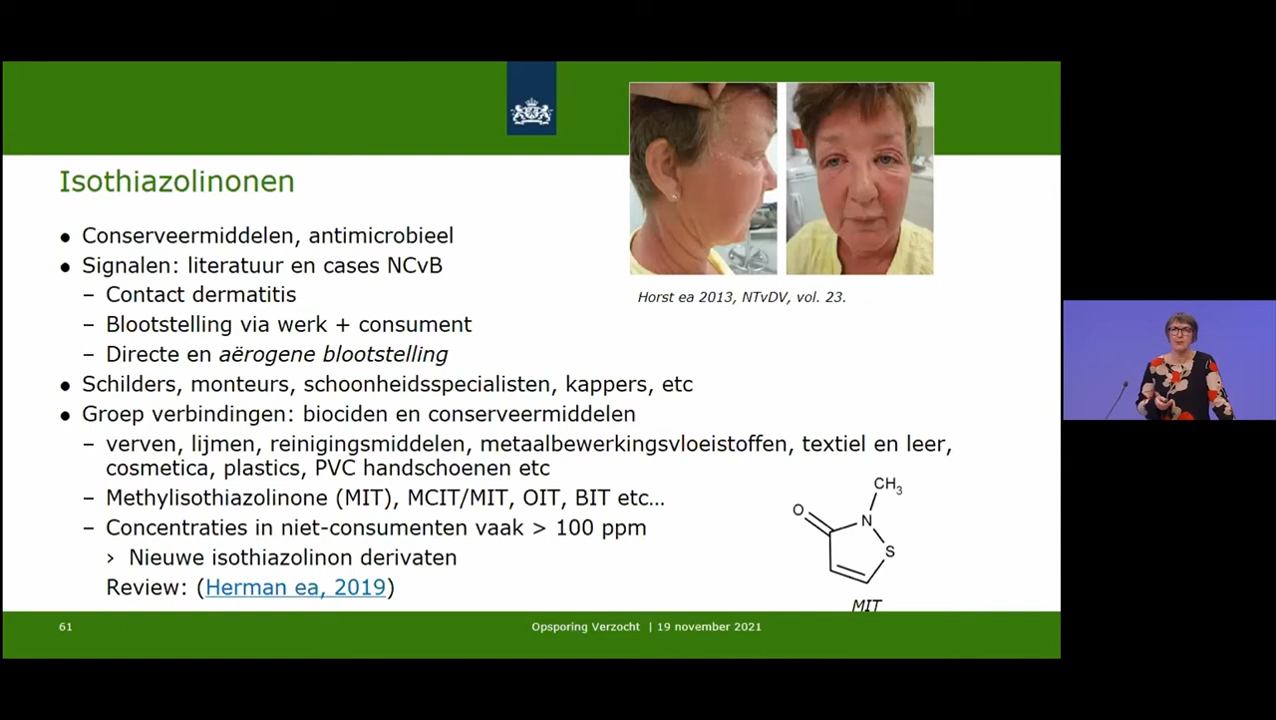 Isothiazolinonen
● Conserveermiddelen, antimicrobieel
● Signalen: literatuur en cases NCvB
– Contact dermatitis
– Blootstelling via werk + consument
– Directe en aërogene blootstelling
Horst ea 2013, NTvDV, vol. 23.
● Schilders, monteurs, schoonheidsspecialisten, kappers, etc
● Groep verbindingen: biociden en conserveermiddelen
– verven, lijmen, reinigingsmiddelen, metaalbewerkingsvloeistoffen, textiel en leer,
cosmetica, plastics, PVC handschoenen etc
– Methylisothiazolinone (MIT), MCIT/MIT, OIT, BIT etc…
– Concentraties in niet-consumenten vaak > 100 ppm
› Nieuwe isothiazolinon derivaten
Review: (Herman ea, 2019)
CH3
O
N
S
MIT
61
Opsporing Verzocht | 19 november 2021